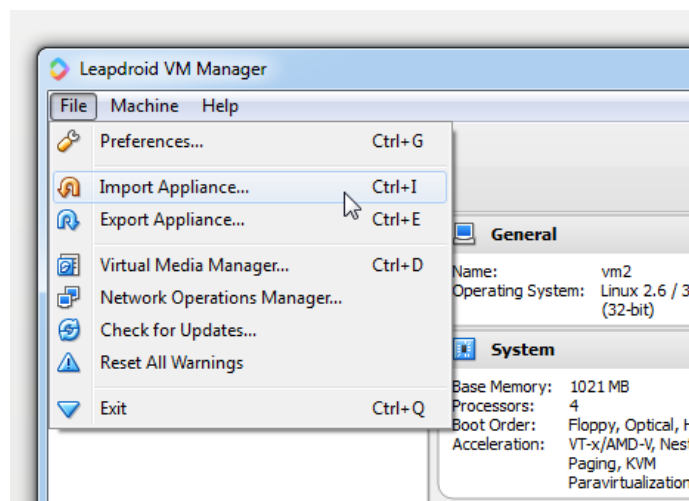 Leapdroid VM Manager
File Machine Help
Preferences... Ctrl+G
Import Appliance... Ctrl+I
Export Appliance... Ctrl+E
Virtual Media Manager... Ctrl+D
Network Operations Manager...
Check for Updates...
Reset All Warnings
Exit Ctrl+Q
General
Name: vm2
Operating System: Linux 2.6 / 3
(32-bit)
System
Base Memory: 1021 MB
Processors: 4
Boot Order: Floppy, Optical, H
Acceleration: VT-x/AMD-V, Nest
Paging, KVM
Paravirtualization